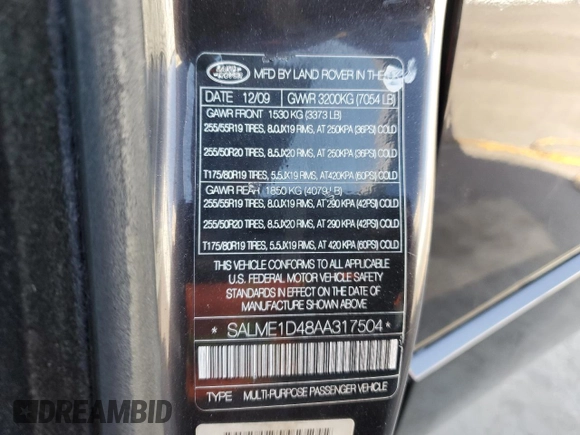 LAND ROVER
MFD BY LAND ROVER IN THE
DATE 12/09 GVWR 3200KG (7054 LB)
GAWR FRONT 1530 KG (3373 LB)
255/55R19 TIRES, 8.0JX19 RIMS, AT 250KPA (36PSI) COLD
255/50R20 TIRES, 8.5JX20 RIMS, AT 250KPA (36PSI) COLD
T175/80R19 TIRES, 5.5JX19 RIMS, AT420KPA (60PSI) COLD
GAWR REAR 1850 KG (4079 LB)
255/55R19 TIRES, 8.0JX19 RIMS, AT 290 KPA (42PSI) COLD
255/50R20 TIRES, 8.5JX20 RIMS, AT 290 KPA (42PSI) COLD
T175/80R19 TIRES, 5.5JX19 RIMS, AT 420 KPA (60PSI) COLD
THIS VEHICLE CONFORMS TO ALL APPLICABLE
U.S. FEDERAL MOTOR VEHICLE SAFETY
STANDARDS IN EFFECT ON THE DATE OF
MANUFACTURE SHOWN ABOVE.
* SALME1D48AA317504 *
TYPE MULTI-PURPOSE PASSENGER VEHICLE
DREAMBID